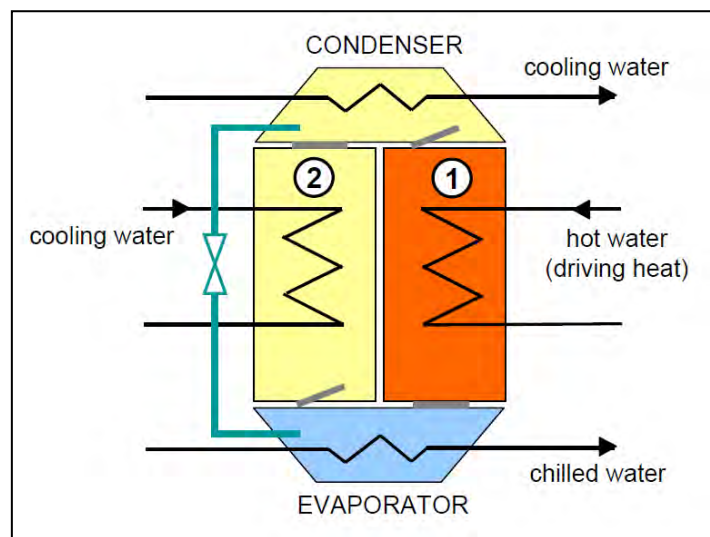 CONDENSER
cooling water
2
1
cooling water
hot water
(driving heat)
chilled water
EVAPORATOR